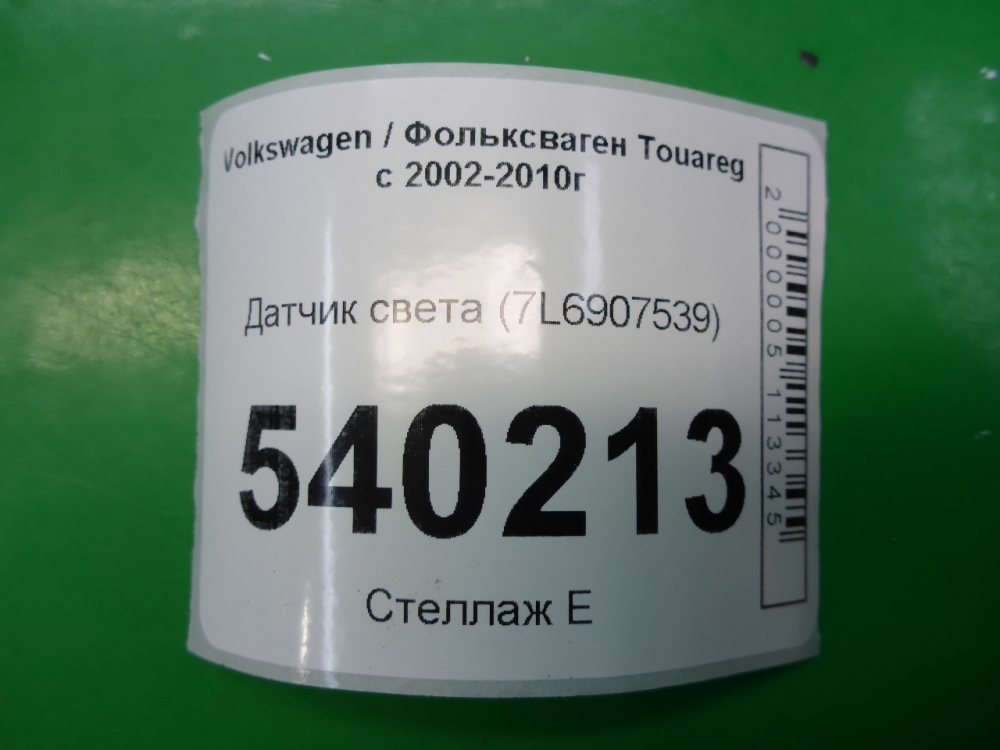 Volkswagen / Фольксваген Touareg
с 2002-2010г
Датчик света (7L6907539)
540213
Стеллаж Е
2000005113345